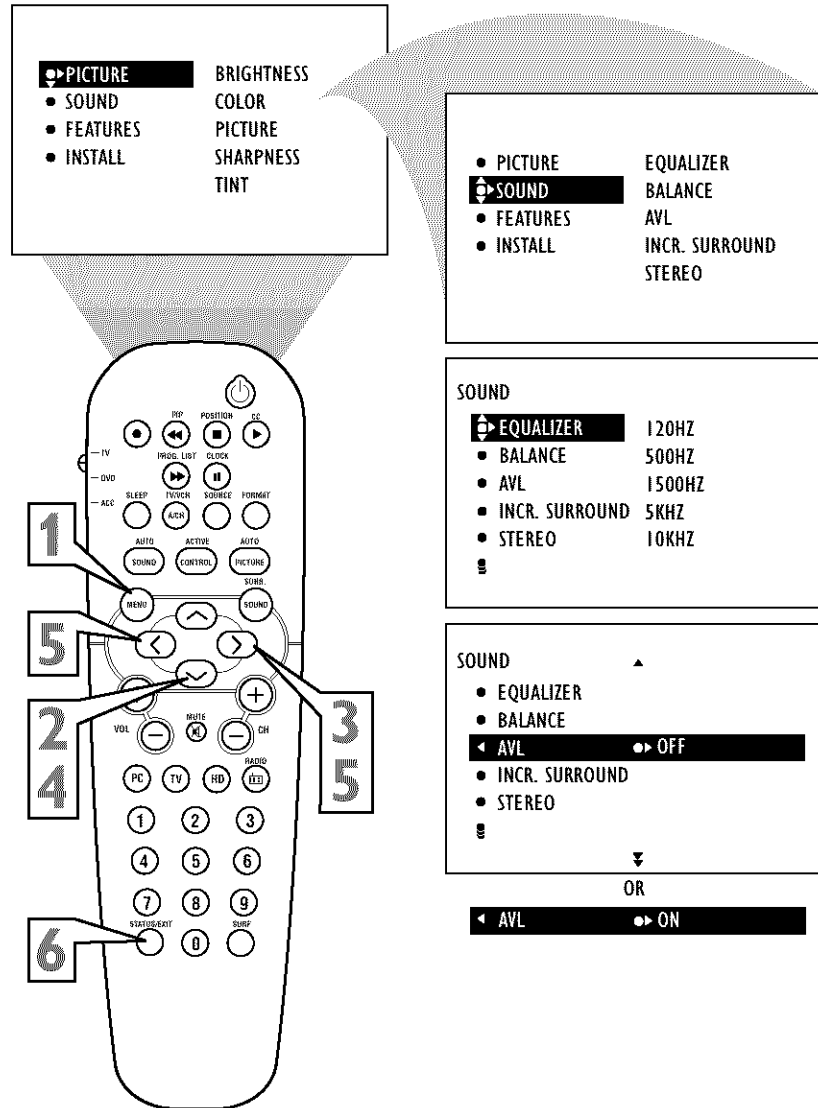 PICTURE BRIGHTNESS
SOUND COLOR
FEATURES PICTURE
INSTALL SHARPNESS
TINT
PICTURE EQUALIZER
SOUND BALANCE
FEATURES AVL
INSTALL INCR. SURROUND
STEREO
SOUND
EQUALIZER 120HZ
BALANCE 500HZ
AVL 1500HZ
INCR. SURROUND 5KHZ
STEREO 10KHZ
SOUND
EQUALIZER
BALANCE
AVL OFF
INCR. SURROUND
STEREO
OR
AVL ON
PIP POSITION CC
TV
PROG. LIST CLOCK
DVD
ACC
SLEEP TV/VCR SOURCE FORMAT
A/CH
AUTO ACTIVE AUTO
SOUND CONTROL PICTURE
SURR.
MENU SOUND
1
5
2
4
3
5
6
+
VOL - MUTE - CH
RADIO
PC TV HD
1 2 3
4 5 6
7 8 9
STATUS/EXIT SURF
0